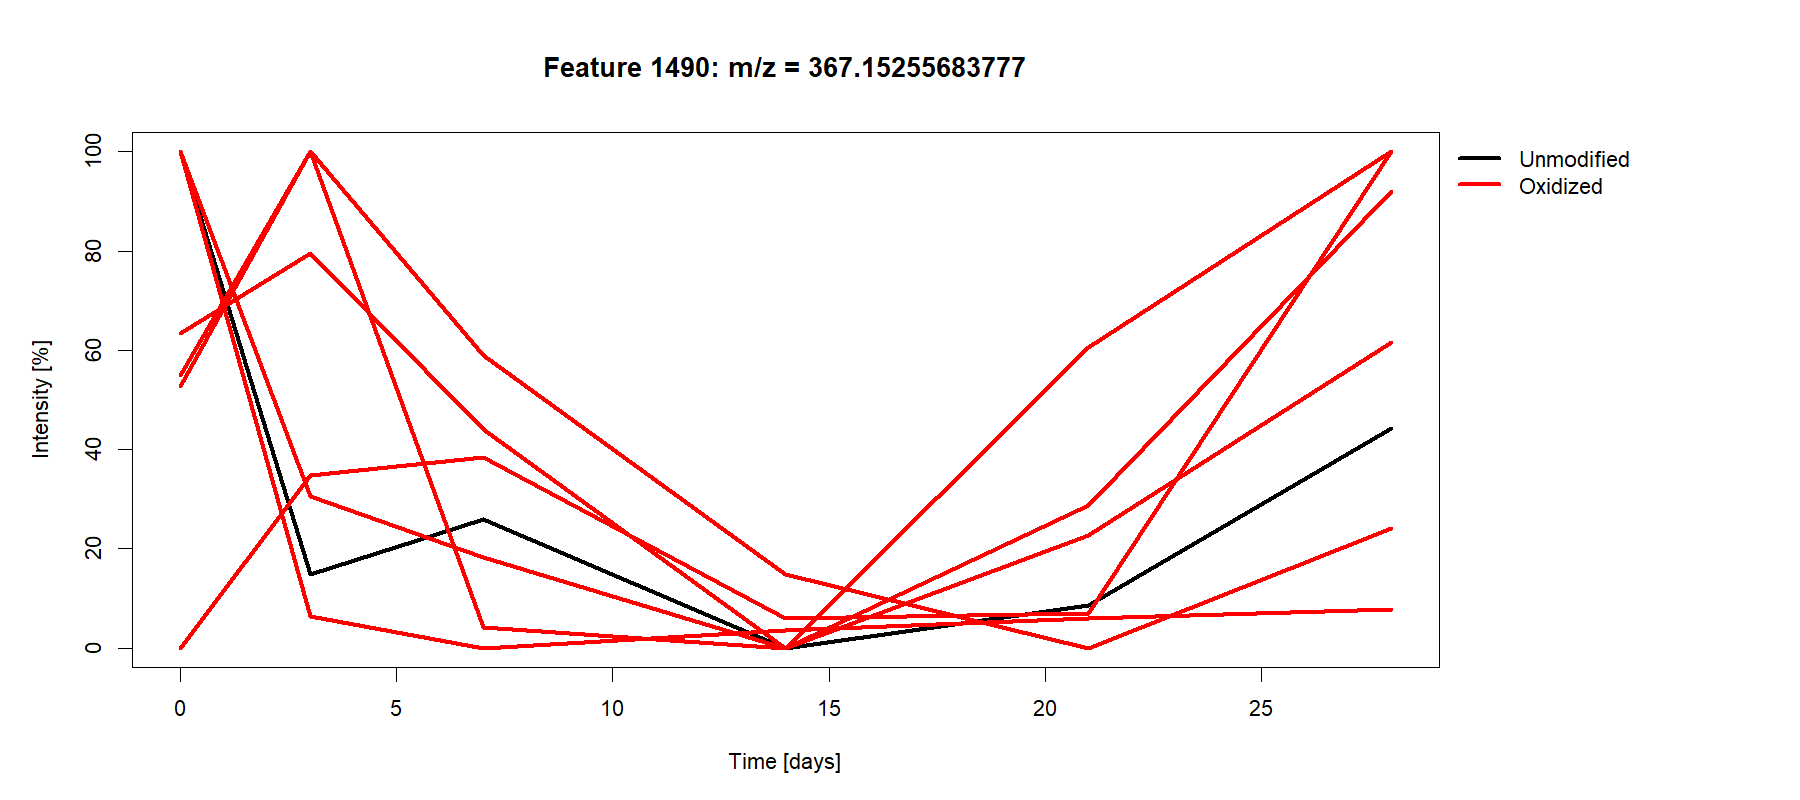 Feature 1490: m/z = 367.15255683777
Unmodified
Oxidized
Intensity [%]
100
80
60
40
20
0
0 5 10 15 20 25
Time [days]